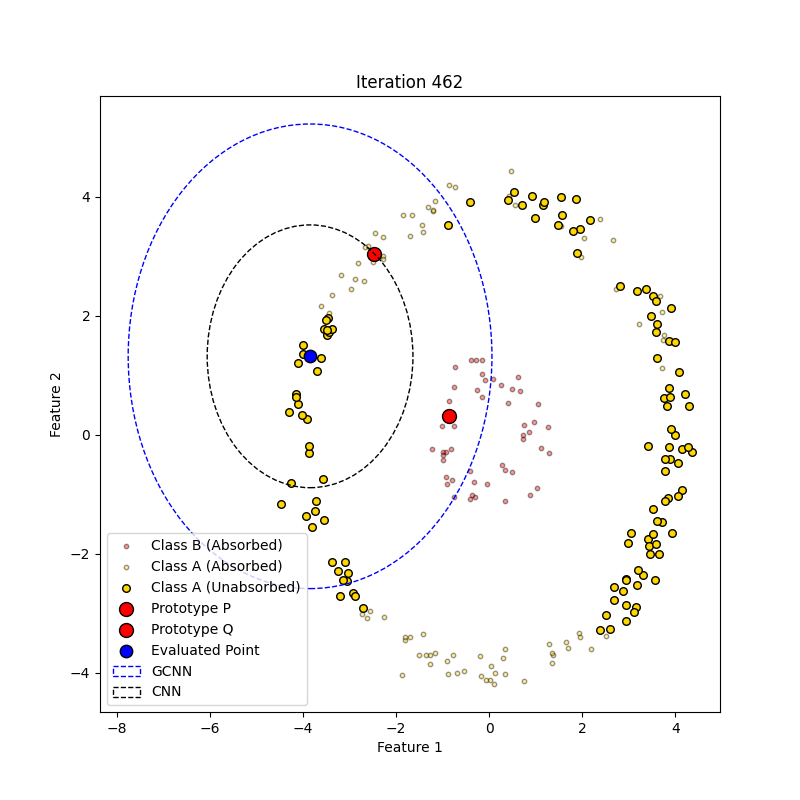 Iteration 462
4
2
0
−2
−4
Feature 2
Class B (Absorbed)
Class A (Absorbed)
Class A (Unabsorbed)
Prototype P
Prototype Q
Evaluated Point
GCNN
CNN
−8 −6 −4 −2 0 2 4
Feature 1